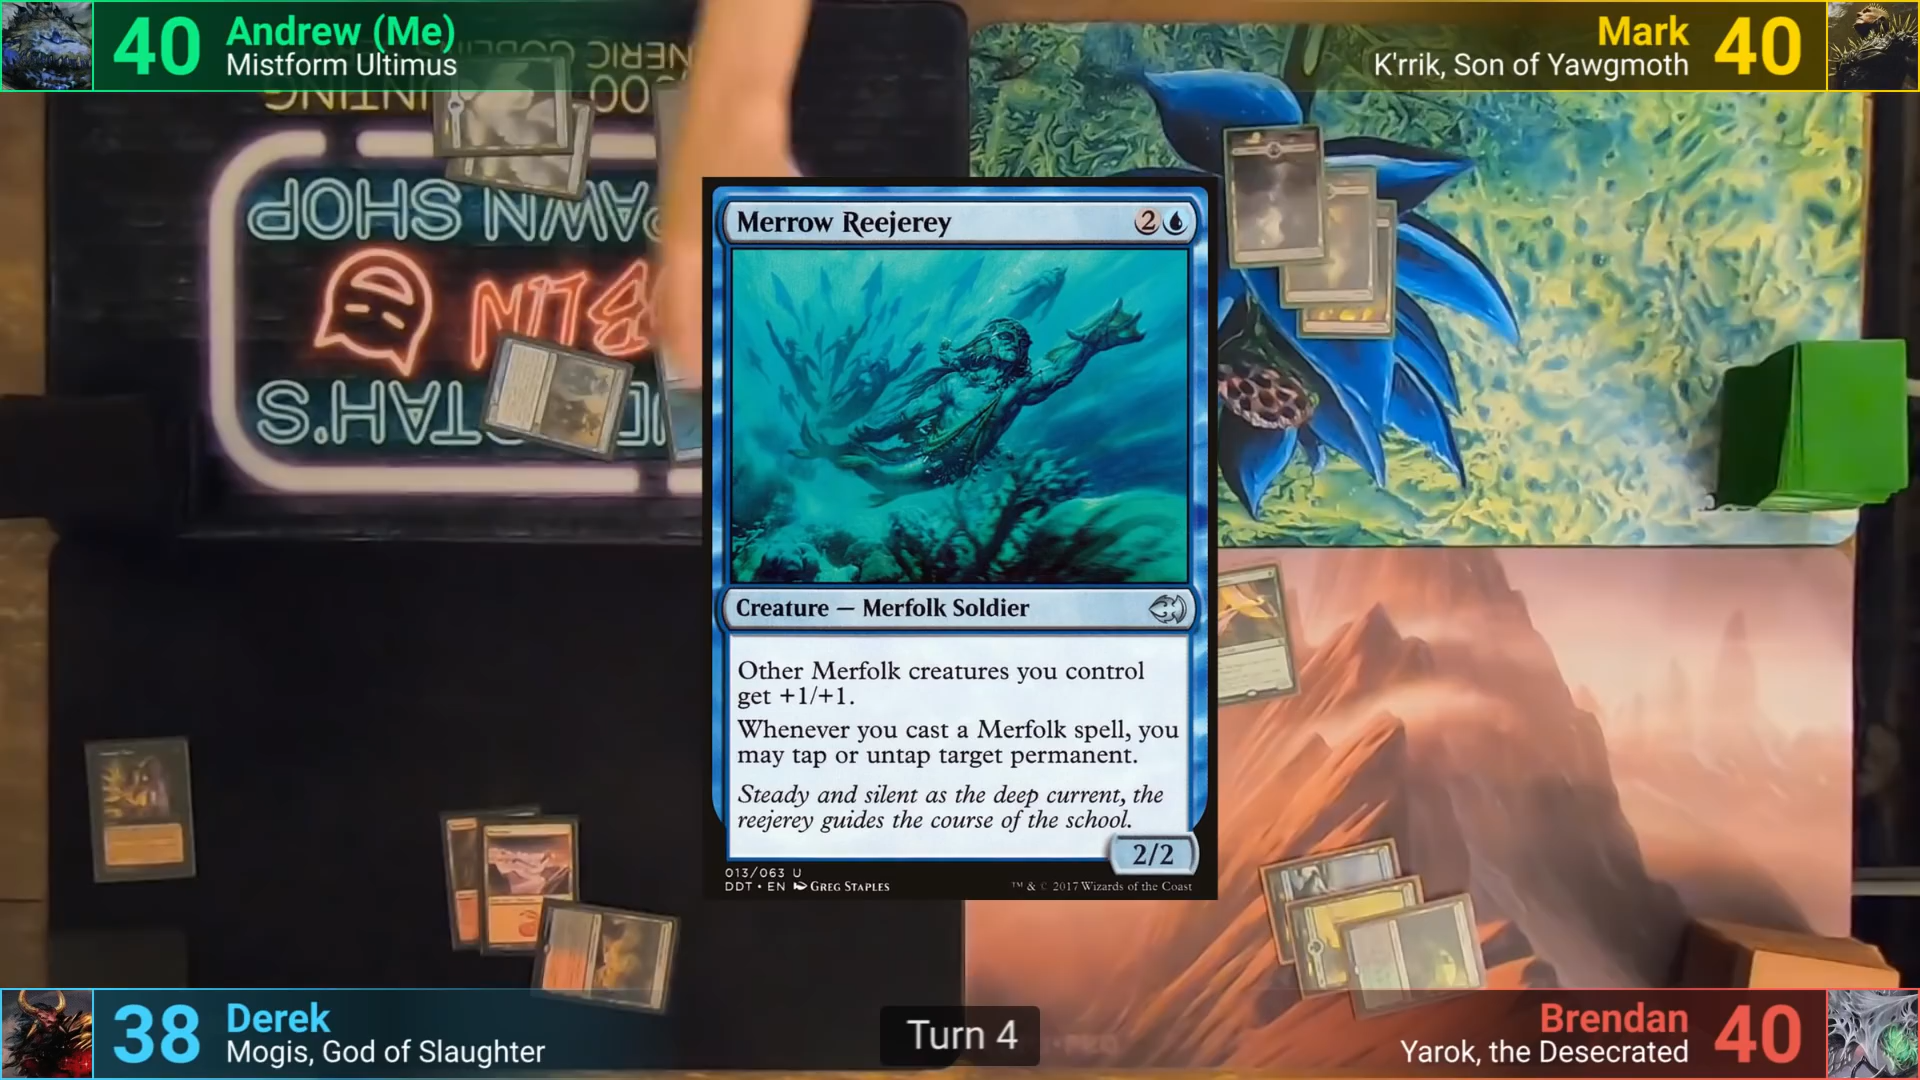 40
Andrew (Me)
Mistform Ultimus
Mark
40
K'rrik, Son of Yawgmoth
PAWN SHOP
Merrow Reejerey
2
Creature — Merfolk Soldier
Other Merfolk creatures you control
get +1/+1.
Whenever you cast a Merfolk spell, you
may tap or untap target permanent.
Steady and silent as the deep current, the
reejerey guides the course of the school.
2/2
013/063 U
DDT • EN GREG STAPLES
™ & © 2017 Wizards of the Coast
38
Derek
Mogis, God of Slaughter
Turn 4
Brendan
40
Yarok, the Desecrated